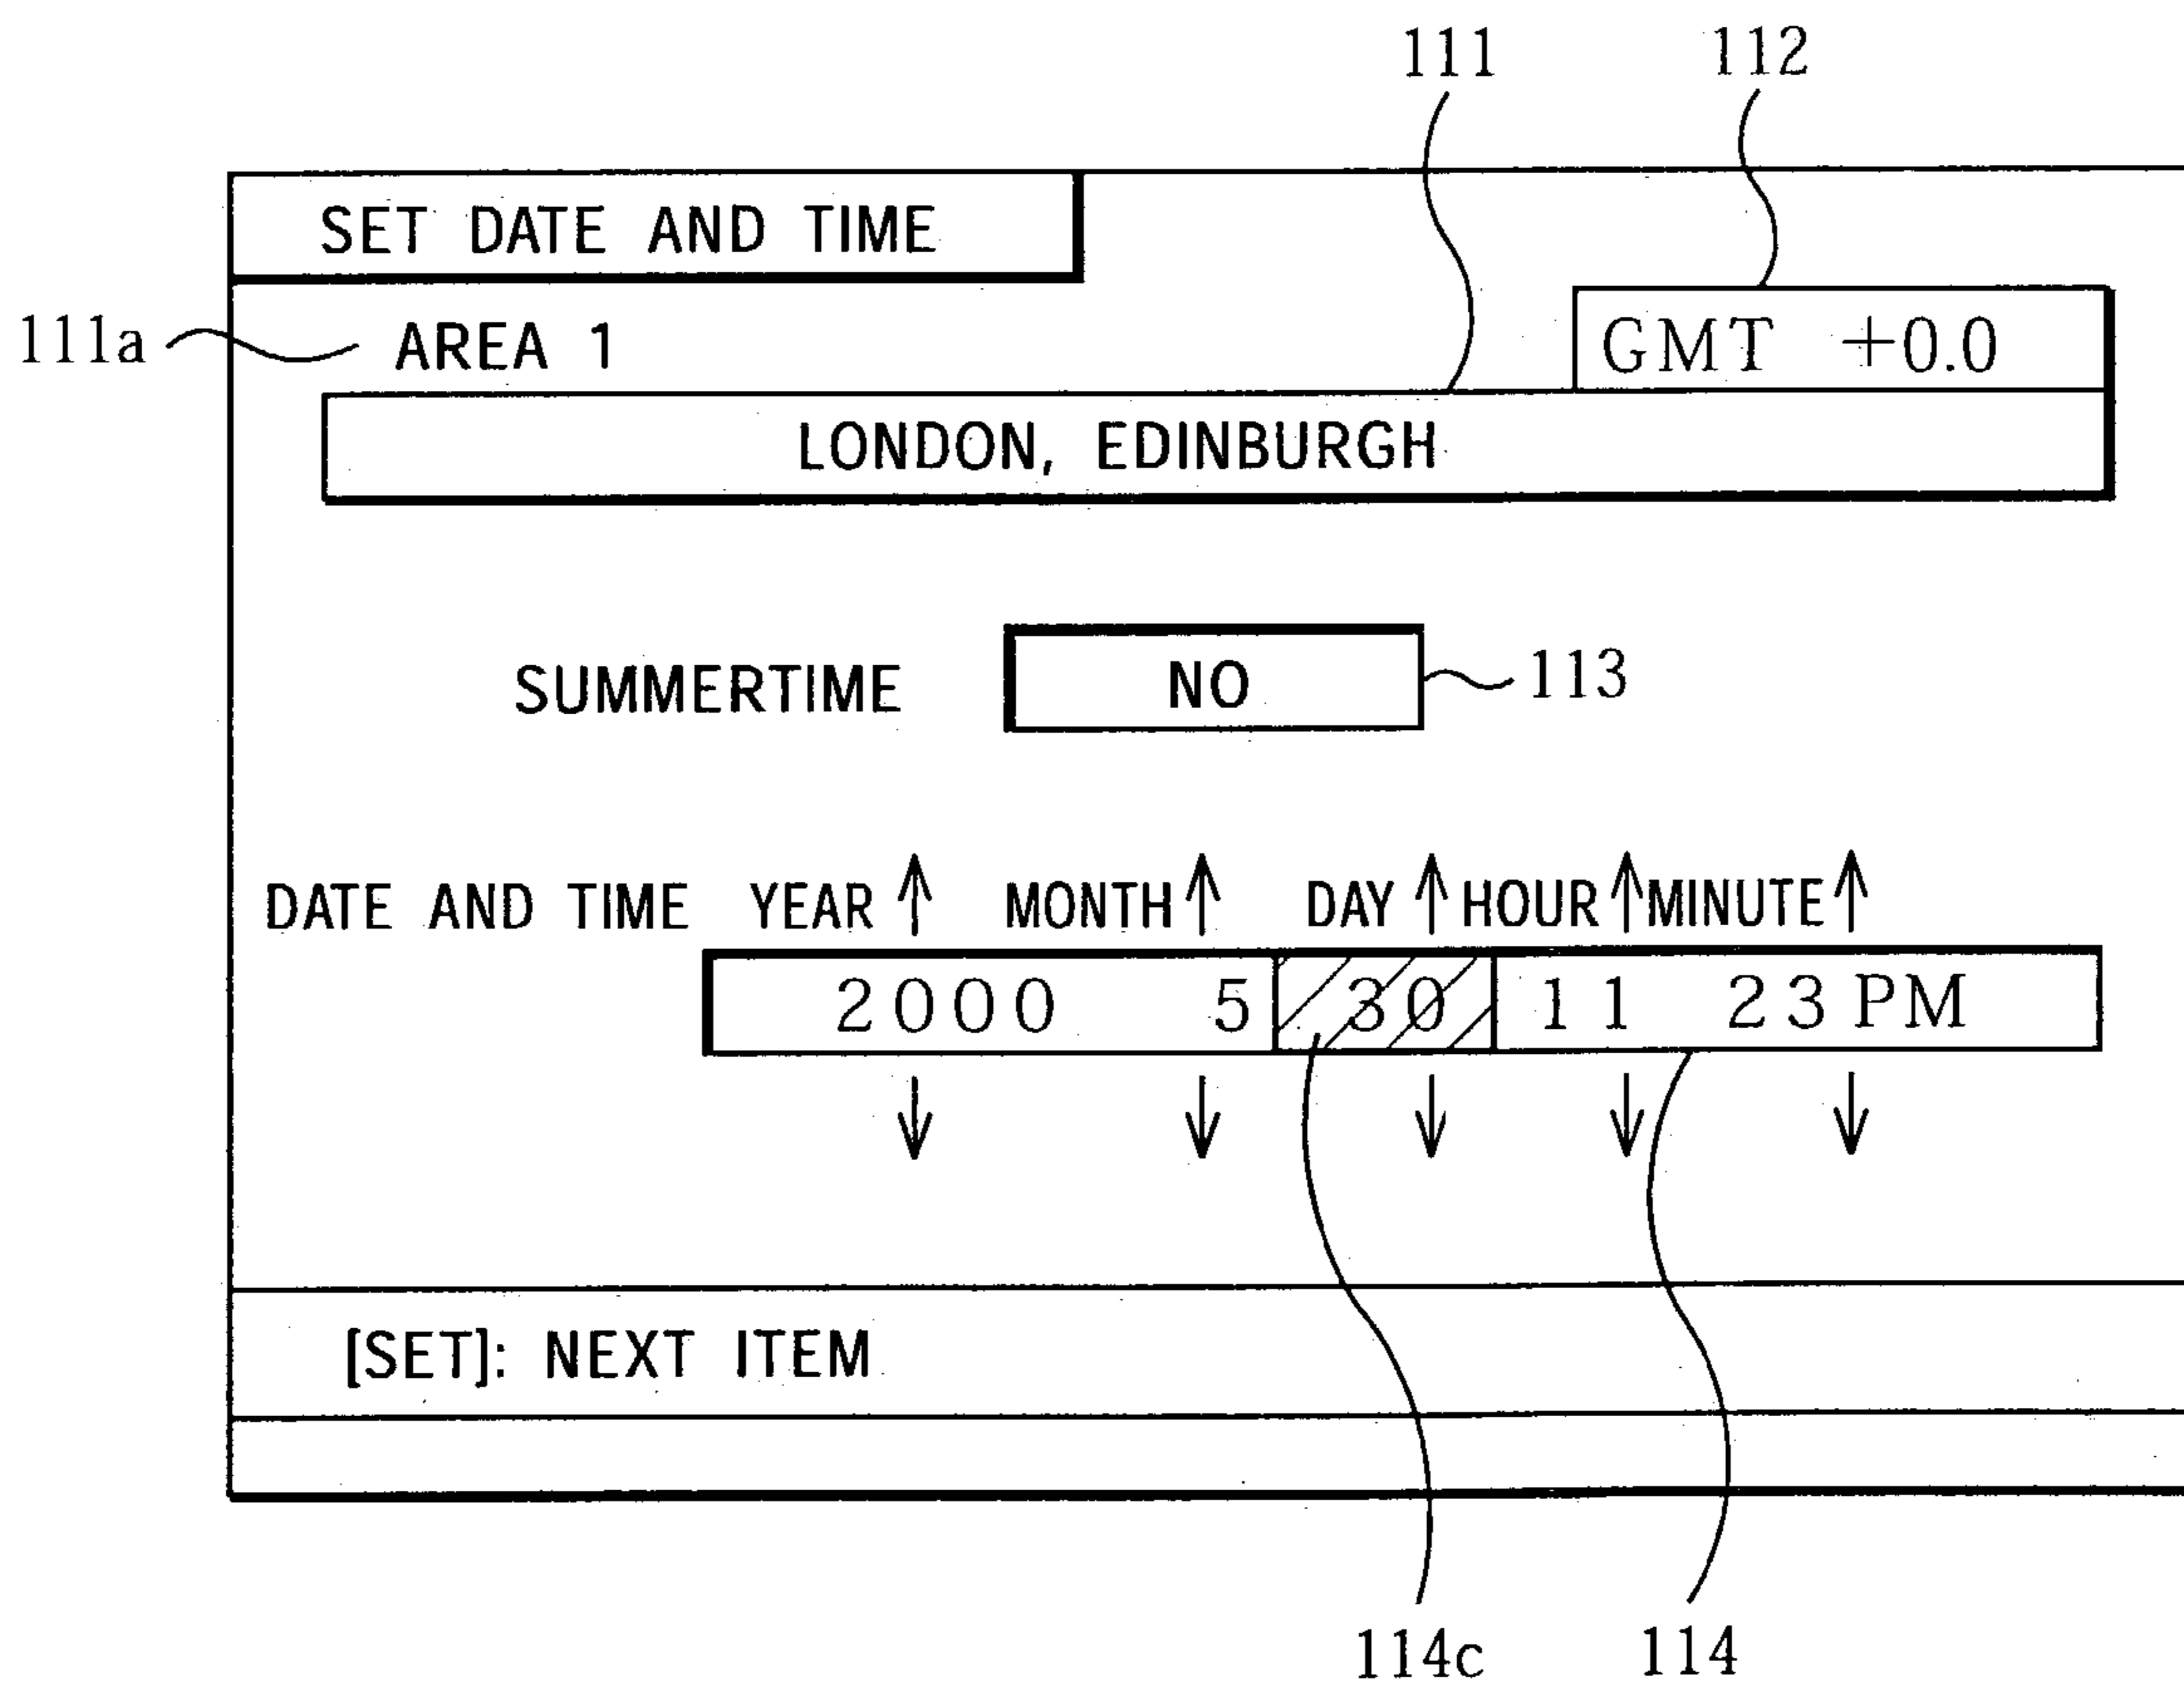 111 112
SET DATE AND TIME
111a AREA 1 GMT +0.0
LONDON, EDINBURGH
SUMMERTIME NO 113
DATE AND TIME YEAR ↑ MONTH ↑ DAY ↑ HOUR ↑ MINUTE ↑
2000 5 30 11 23 PM
↓ ↓ ↓ ↓ ↓
[SET]: NEXT ITEM
114c 114